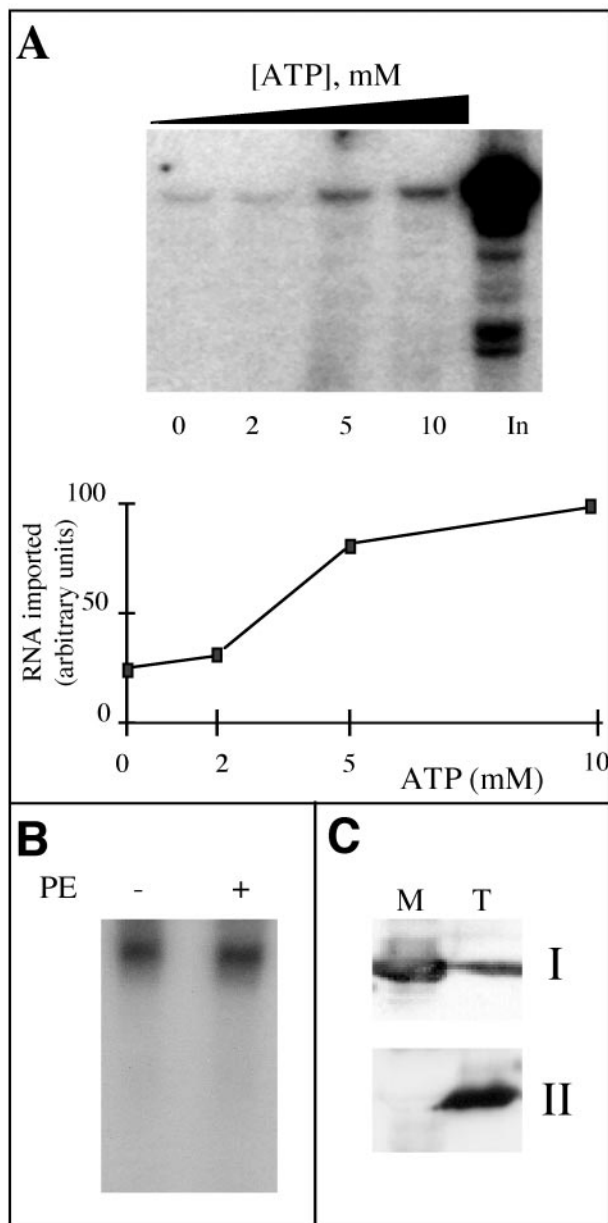 A
[ATP], mM
0 2 5 10 In
100
50
0
RNA imported
(arbitrary units)
0 2 5 10
ATP (mM)
B
PE - +
C
M T
I
II